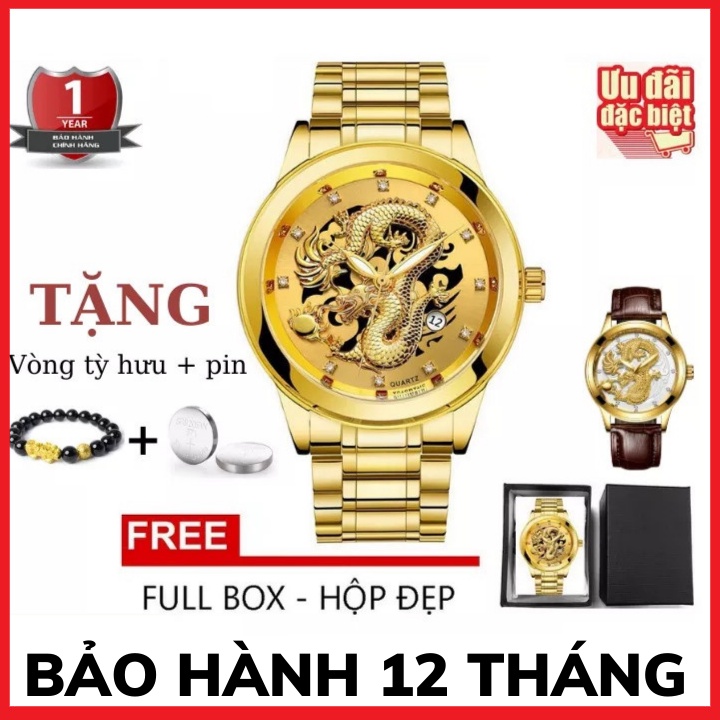 1
YEAR
BẢO HÀNH
CHÍNH HÃNG
Ưu đãi
đặc biệt
TẶNG
Vòng tỳ hưu + pin
+
12
QUARTZ
FREE
FULL BOX - HỘP ĐẸP
BẢO HÀNH 12 THÁNG